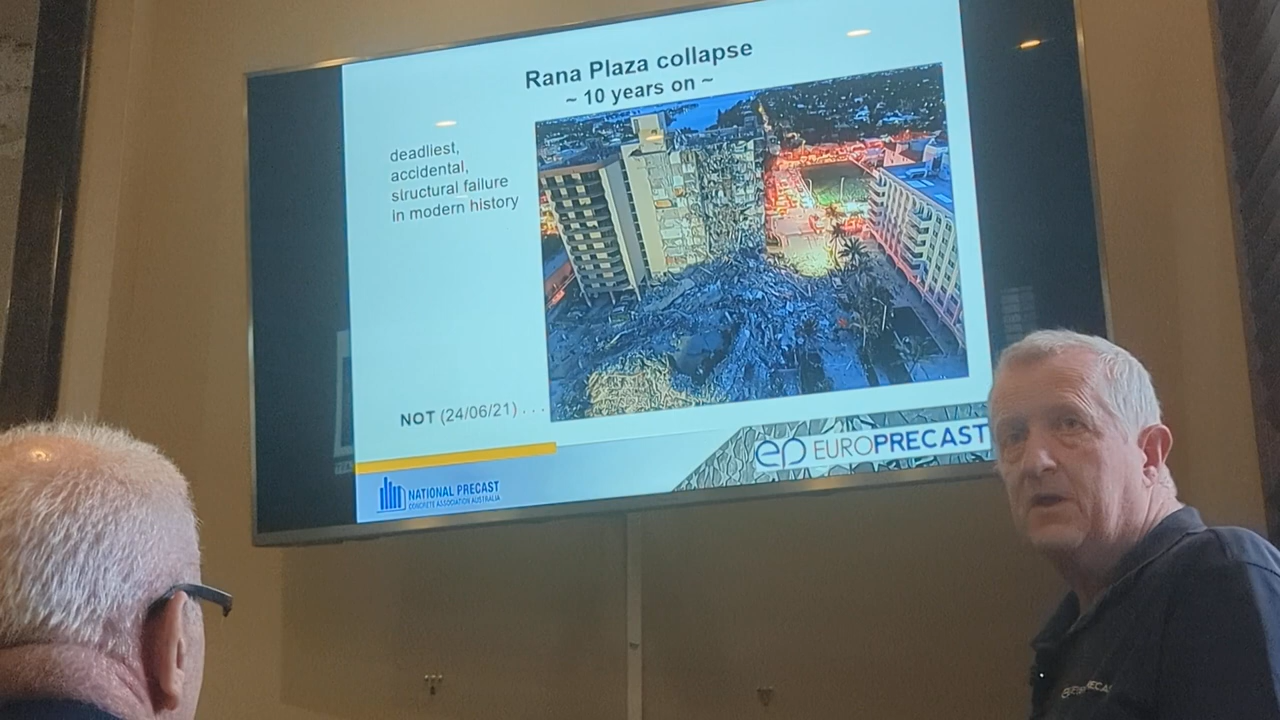 Rana Plaza collapse
~ 10 years on ~
deadliest,
accidental,
structural failure
in modern history
NOT (24/06/21) . . .
ep EUROPRECAST
NATIONAL PRECAST
CONCRETE ASSOCIATION AUSTRALIA